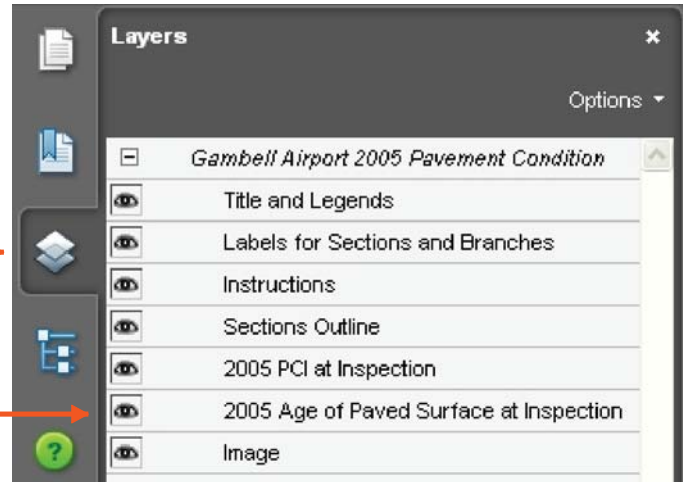 Layers
Options
Gambell Airport 2005 Pavement Condition
Title and Legends
Labels for Sections and Branches
Instructions
Sections Outline
2005 PCI at Inspection
2005 Age of Paved Surface at Inspection
Image
?